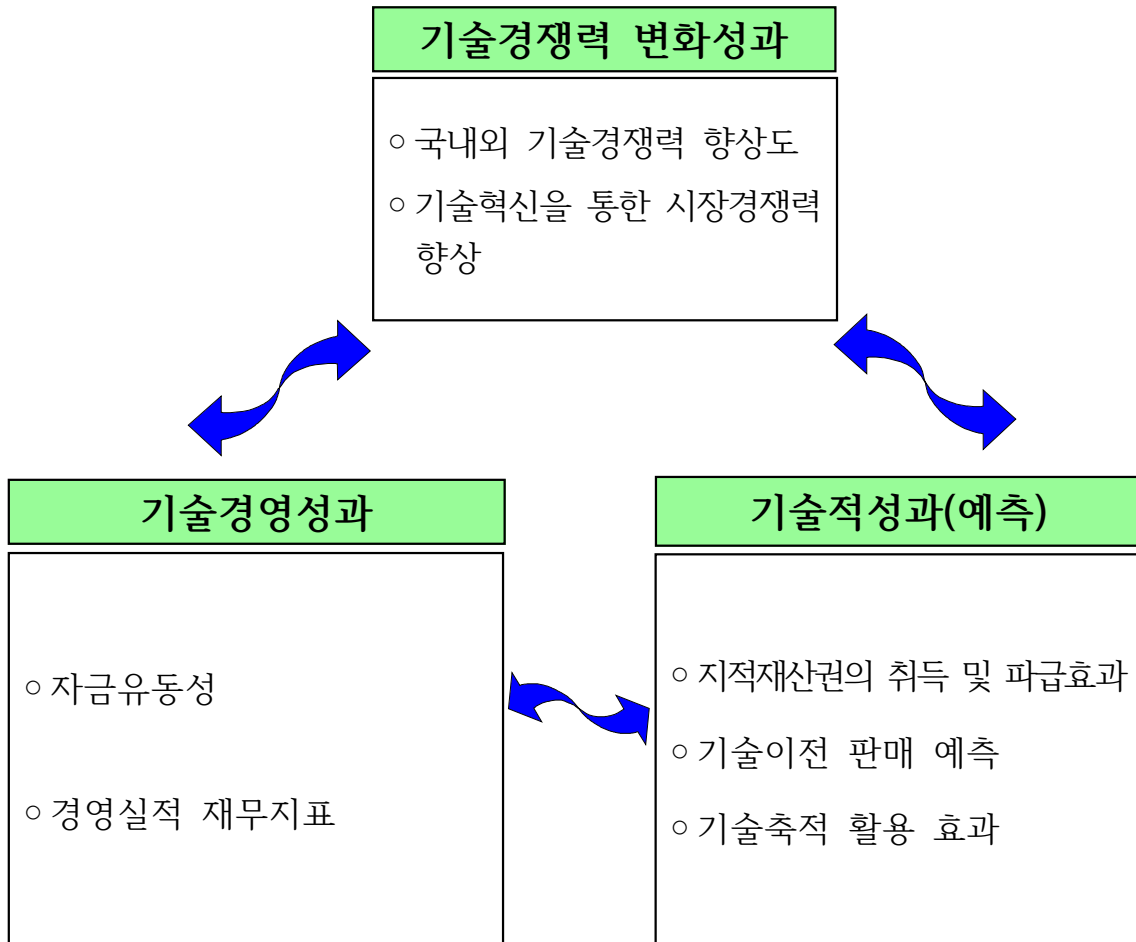 기술경쟁력 변화성과
○ 국내외 기술경쟁력 향상도
○ 기술혁신을 통한 시장경쟁력
향상
기술경영성과
○ 자금유동성
○ 경영실적 재무지표
기술적성과(예측)
○ 지적재산권의 취득 및 파급효과
○ 기술이전 판매 예측
○ 기술축적 활용 효과